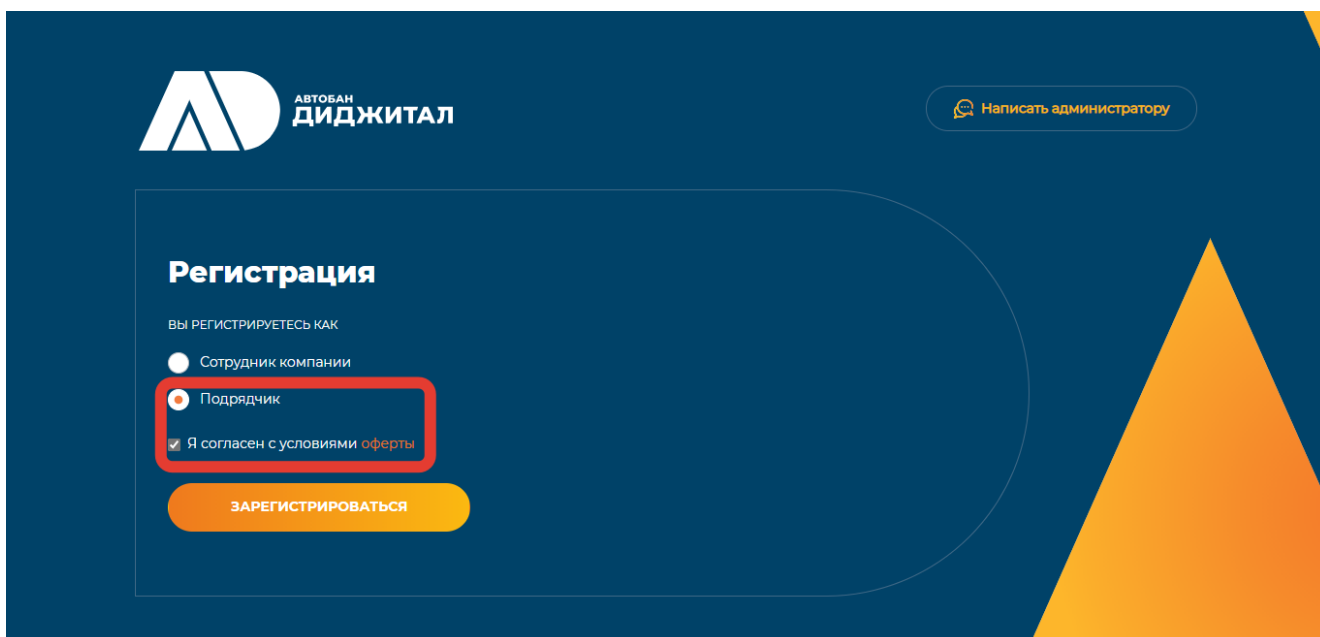 АВТОБАН
ДИДЖИТАЛ
Написать администратору
Регистрация
ВЫ РЕГИСТРИРУЕТЕСЬ КАК
Сотрудник компании
Подрядчик
Я согласен с условиями оферты
ЗАРЕГИСТРИРОВАТЬСЯ